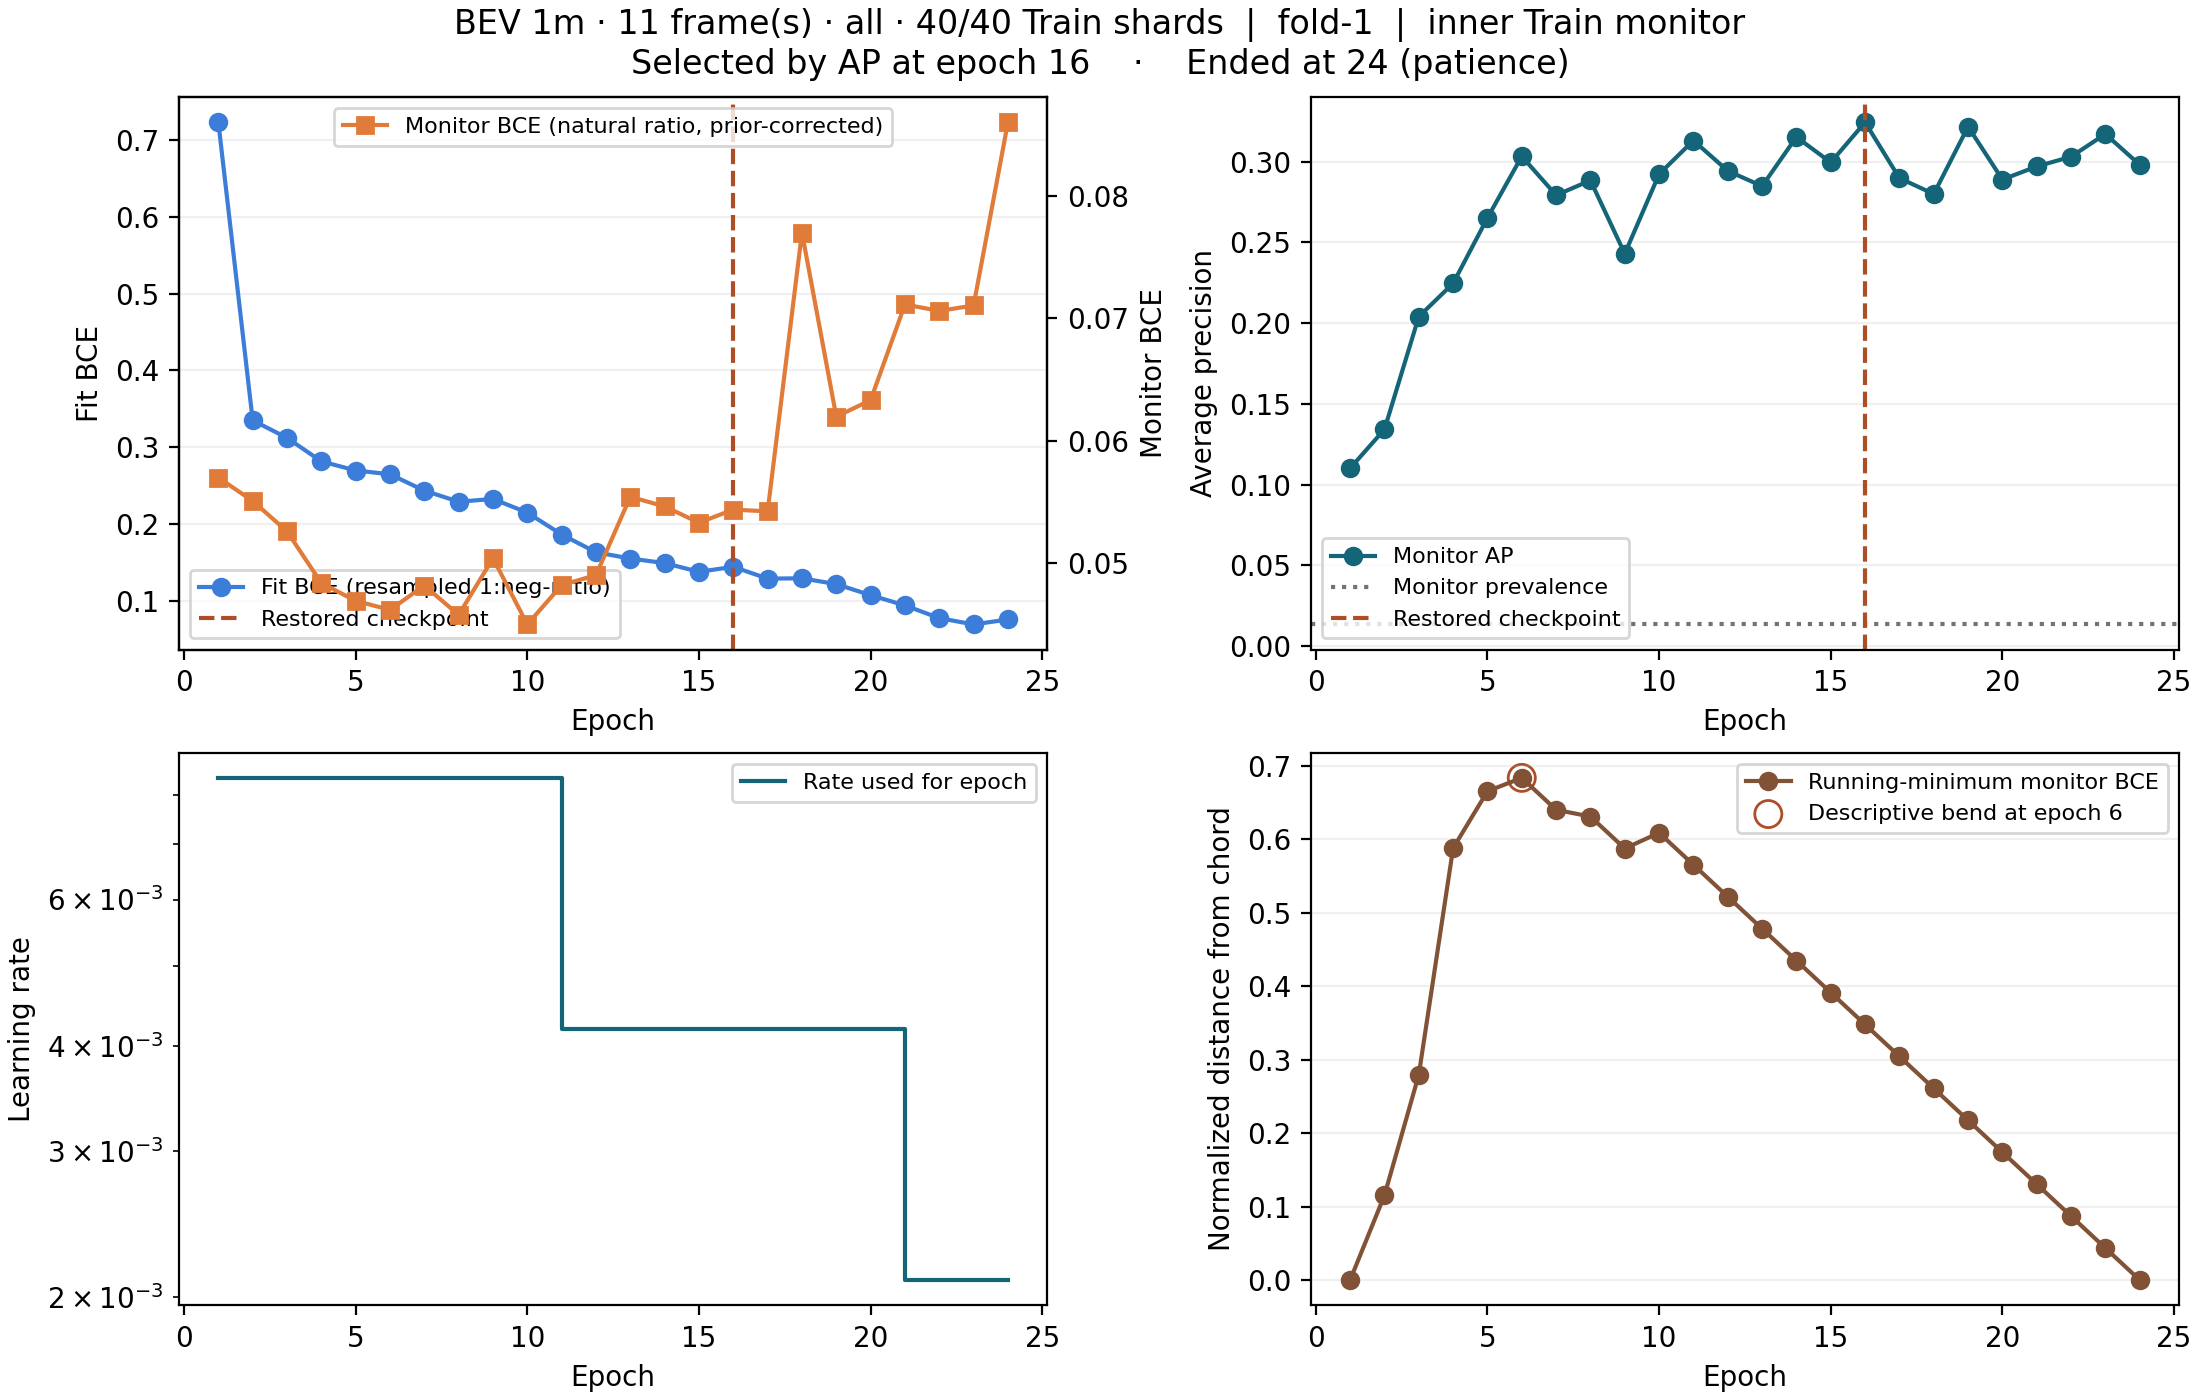 BEV 1m · 11 frame(s) · all · 40/40 Train shards | fold-1 | inner Train monitor
Selected by AP at epoch 16 · Ended at 24 (patience)
Monitor BCE (natural ratio, prior-corrected)
Fit BCE (resampled 1:neg-ratio)
Restored checkpoint
Fit BCE
0.7
0.6
0.5
0.4
0.3
0.2
0.1
0.08
0.07
0.06
0.05
Monitor BCE
0 5 10 15 20 25
Epoch
Average precision
0.30
0.25
0.20
0.15
0.10
0.05
0.00
Monitor AP
Monitor prevalence
Restored checkpoint
0 5 10 15 20 25
Epoch
Learning rate
6 × 10⁻³
4 × 10⁻³
3 × 10⁻³
2 × 10⁻³
Rate used for epoch
0 5 10 15 20 25
Epoch
Normalized distance from chord
0.7
0.6
0.5
0.4
0.3
0.2
0.1
0.0
Running-minimum monitor BCE
Descriptive bend at epoch 6
0 5 10 15 20 25
Epoch